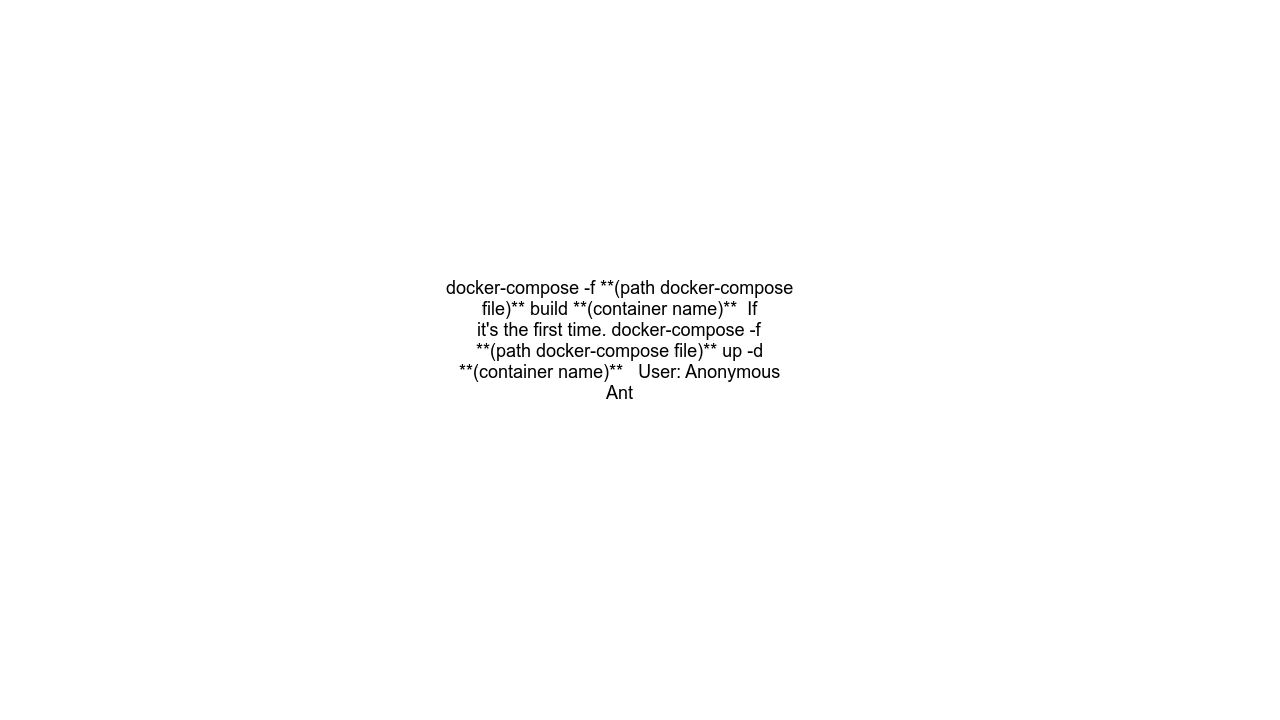 docker-compose -f **(path docker-compose
file)** build **(container name)**  If
it's the first time. docker-compose -f
**(path docker-compose file)** up -d
**(container name)**   User: Anonymous
Ant